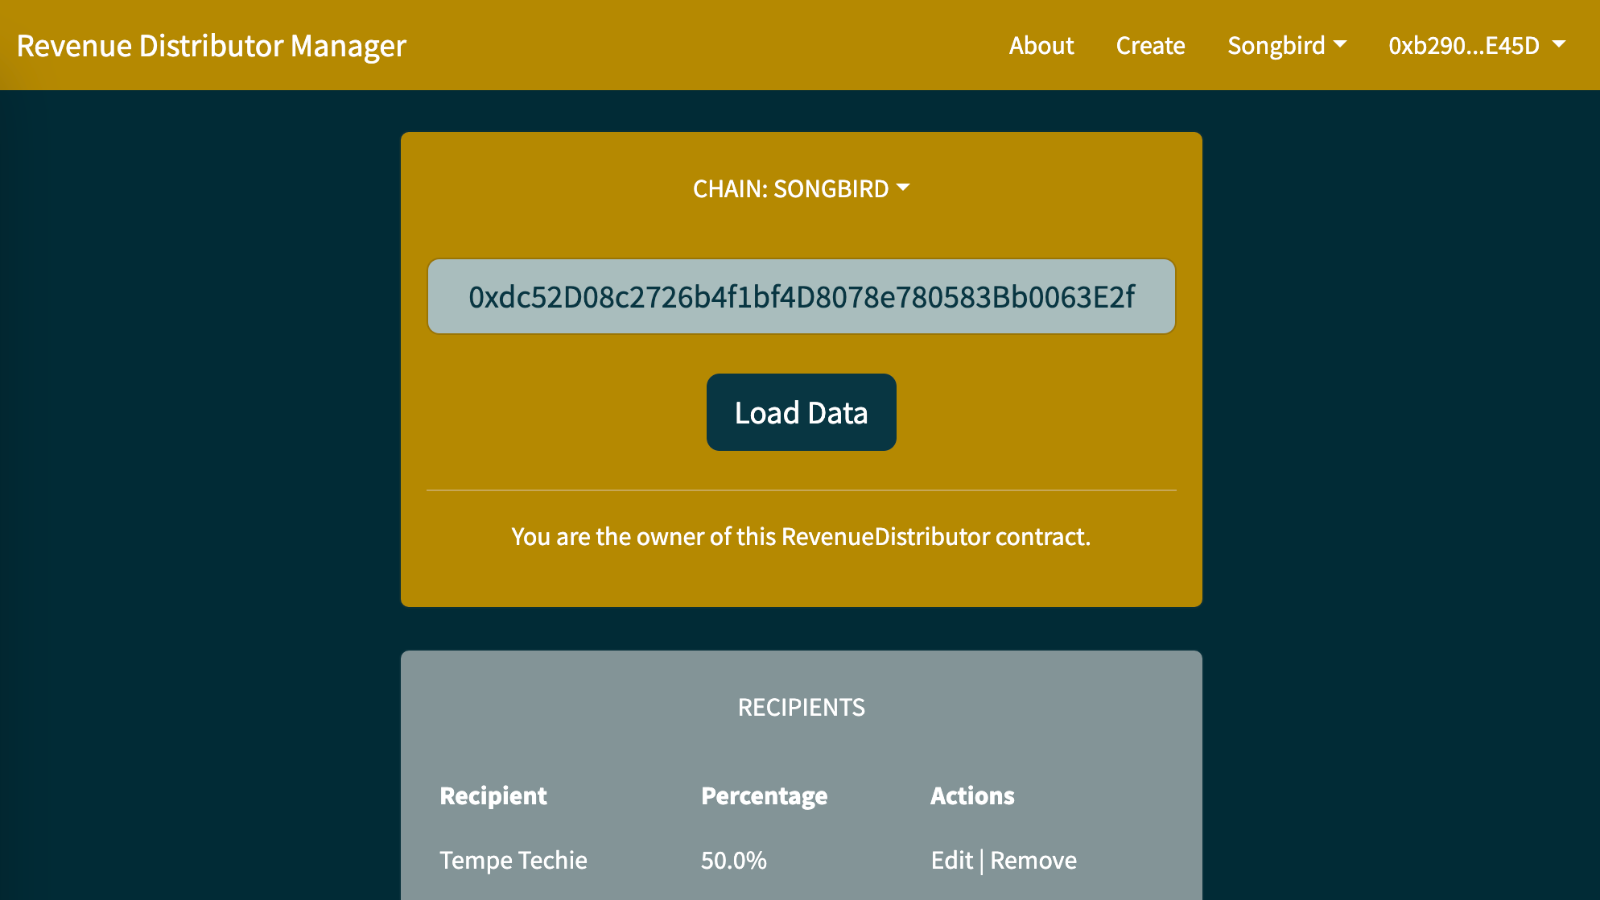 Revenue Distributor Manager
About Create Songbird 0xb290...E45D
CHAIN: SONGBIRD
0xdc52D08c2726b4f1bf4D8078e780583Bb0063E2f
Load Data
You are the owner of this RevenueDistributor contract.
RECIPIENTS
Recipient Percentage Actions
Tempe Techie 50.0% Edit | Remove